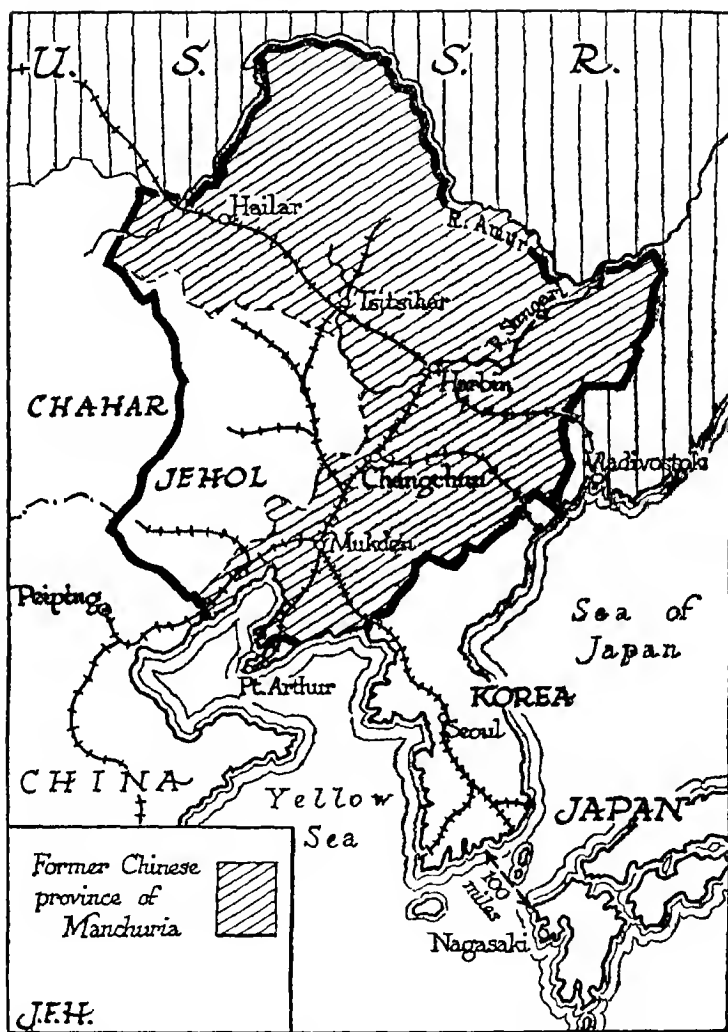 U. S. S. R.
Hailar
R. Amur
Tsitsihar
R. Sungari
Harbin
CHAHAR
JEHOL
Changchun
Vladivostok
Mukden
Peiping
Sea of
Japan
Pt. Arthur
KOREA
Seoul
CHINA
Yellow
Sea
JAPAN
100
miles
Nagasaki
Former Chinese
province of
Manchuria
J.F.H.